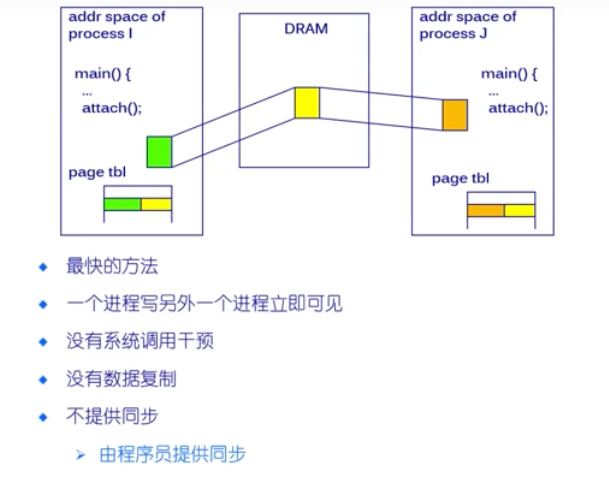 addr space of
process I
main() {
...
attach();
page tbl
DRAM
addr space of
process J
main() {
...
attach();
page tbl
最快的方法
一个进程写另外一个进程立即可见
没有系统调用干预
没有数据复制
不提供同步
由程序员提供同步